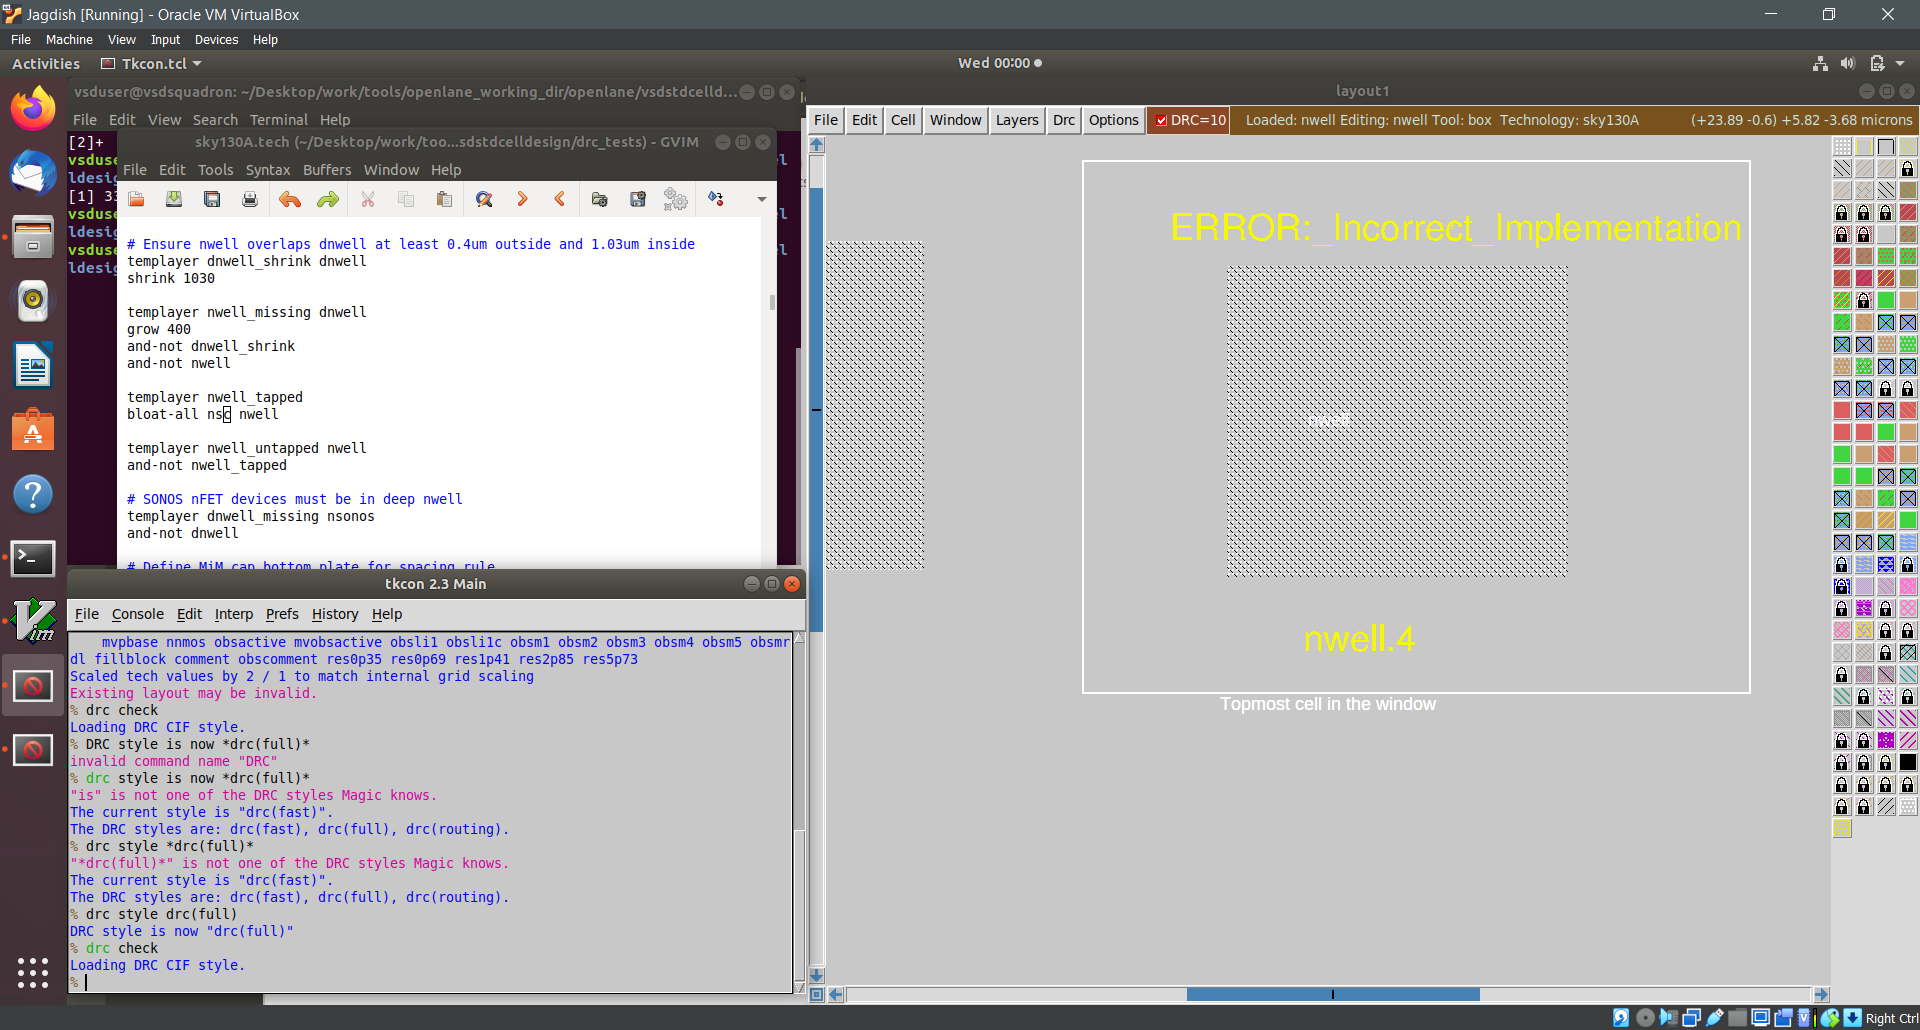 Jagdish [Running] - Oracle VM VirtualBox
File Machine View Input Devices Help
Activities Tkcon.tcl Wed 00:00
vsduser@vsdsquadron: ~/Desktop/work/tools/openlane_working_dir/openlane/vsdstdcelld...
File Edit View Search Terminal Help
[2]+
vsduse
ldesig
[1] 33
vsduse
ldesig
vsduse
ldesig
sky130A.tech (~/Desktop/work/too...sdstdcelldesign/drc_tests) - GVIM
File Edit Tools Syntax Buffers Window Help
# Ensure nwell overlaps dnwell at least 0.4um outside and 1.03um inside
templayer dnwell_shrink dnwell
shrink 1030
templayer nwell_missing dnwell
grow 400
and-not dnwell_shrink
and-not nwell
templayer nwell_tapped
bloat-all nsc nwell
templayer nwell_untapped nwell
and-not nwell_tapped
# SONOS nFET devices must be in deep nwell
templayer dnwell_missing nsonos
and-not dnwell
# Define MiM cap bottom plate for spacing rule
tkcon 2.3 Main
File Console Edit Interp Prefs History Help
mvpbase nnmos obsactive mvobsactive obsli1 obsli1c obsm1 obsm2 obsm3 obsm4 obsm5 obsmr
dl fillblock comment obscomment res0p35 res0p69 res1p41 res2p85 res5p73
Scaled tech values by 2 / 1 to match internal grid scaling
Existing layout may be invalid.
% drc check
Loading DRC CIF style.
% DRC style is now *drc(full)*
invalid command name "DRC"
% drc style is now *drc(full)*
"is" is not one of the DRC styles Magic knows.
The current style is "drc(fast)".
The DRC styles are: drc(fast), drc(full), drc(routing).
% drc style *drc(full)*
"*drc(full)*" is not one of the DRC styles Magic knows.
The current style is "drc(fast)".
The DRC styles are: drc(fast), drc(full), drc(routing).
% drc style drc(full)
DRC style is now "drc(full)"
% drc check
Loading DRC CIF style.
%
layout1
File Edit Cell Window Layers Drc Options DRC=10 Loaded: nwell Editing: nwell Tool: box Technology: sky130A (+23.89 -0.6) +5.82 -3.68 microns
ERROR:_Incorrect_Implementation
nwell
nwell.4
Topmost cell in the window
Right Ctrl